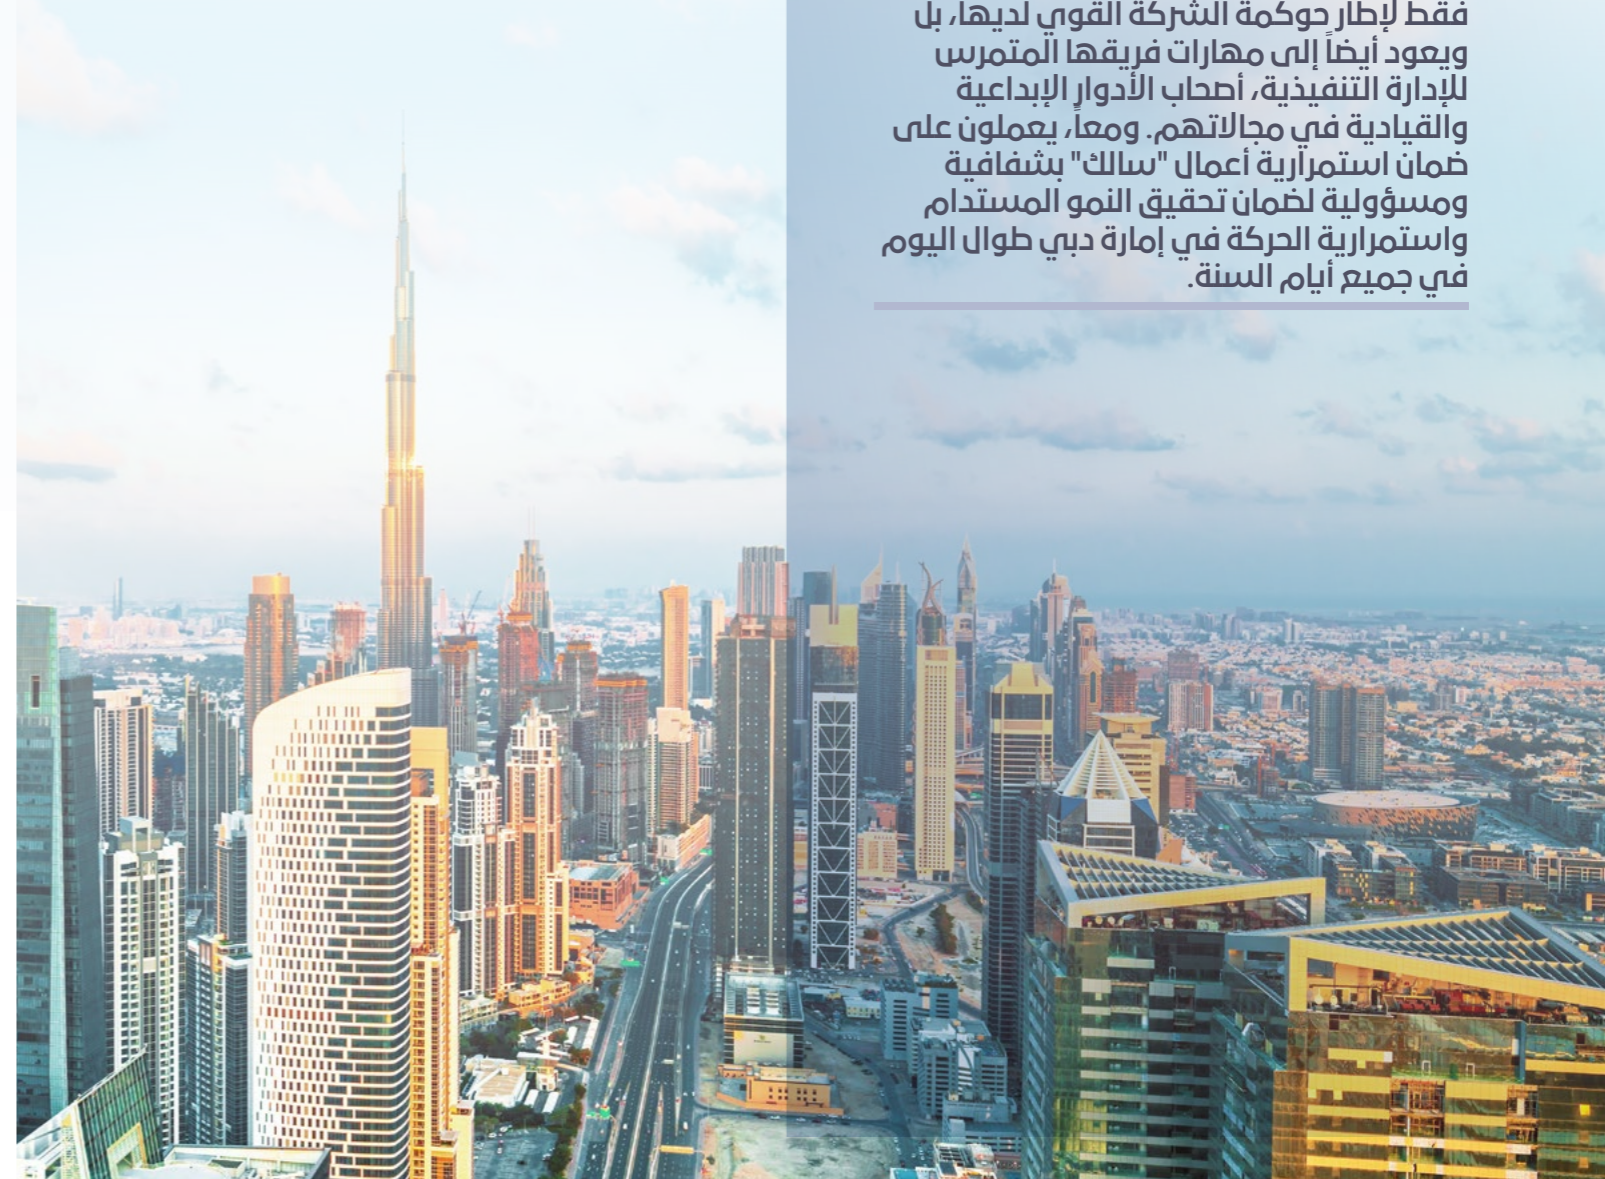 فقط لإطار حوكمة الشركة القوي لديها، بل
ويعود أيضاً إلى مهارات فريقها المتمرس
للإدارة التنفيذية، أصحاب الأدوار الإبداعية
والقيادية في مجالاتهم. ومعاً، يعملون على
ضمان استمرارية أعمال "سالك" بشفافية
ومسؤولية لضمان تحقيق النمو المستدام
واستمرارية الحركة في إمارة دبي طوال اليوم
في جميع أيام السنة.